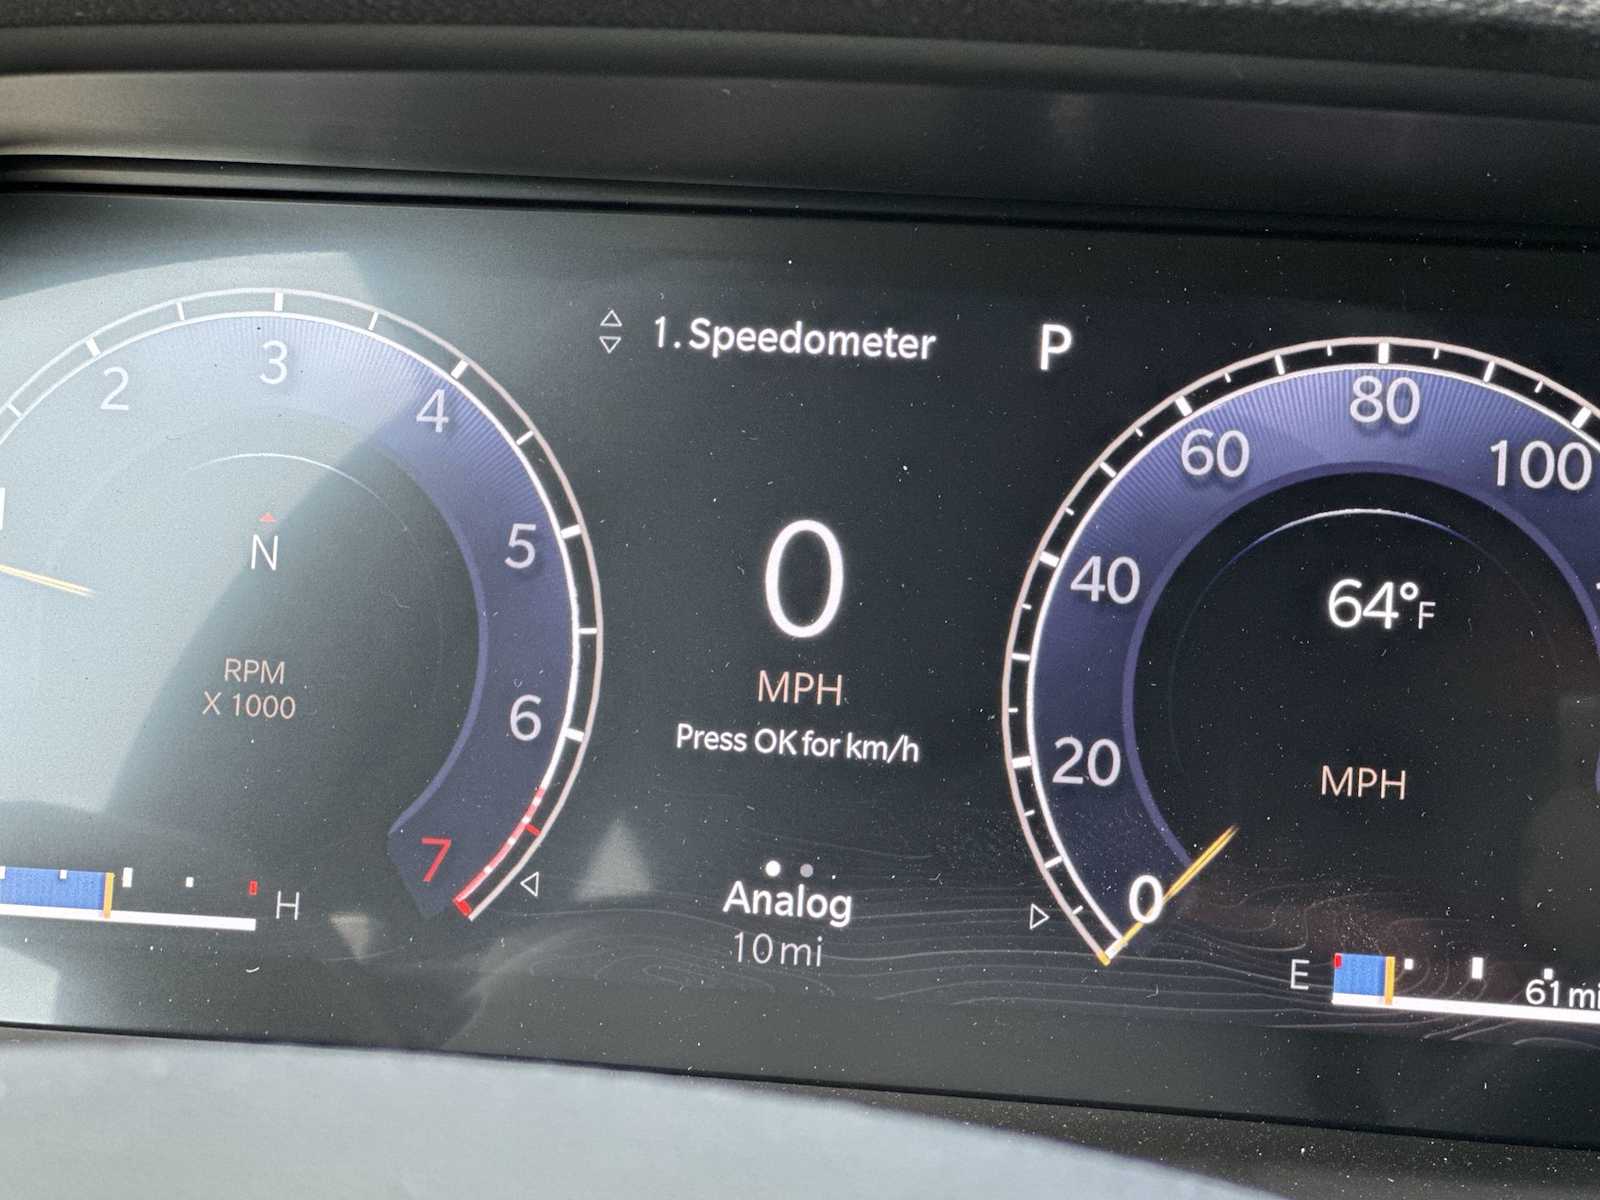 1. Speedometer
P
2
3
4
5
6
7
N
RPM
X 1000
H
0
MPH
Press OK for km/h
Analog
10 mi
0
20
40
60
80
100
64°F
MPH
E
61 mi